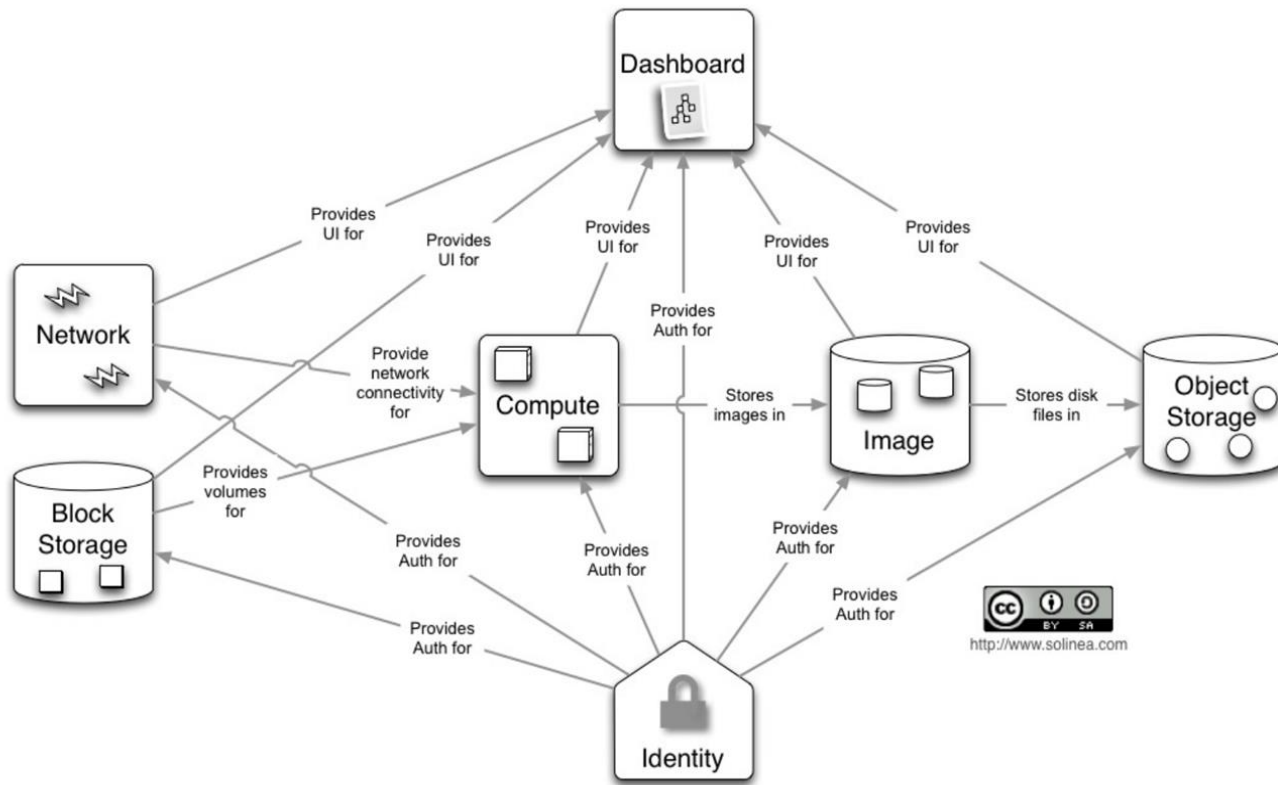 Dashboard
Provides
UI for
Provides
UI for
Provides
UI for
Provides
UI for
Provides
UI for
Network
Provides
Auth for
Provide
network
connectivity
for
Compute
Stores
images in
Image
Stores disk
files in
Object
Storage
Provides
volumes
for
Block
Storage
Provides
Auth for
Provides
Auth for
Provides
Auth for
Provides
Auth for
Provides
Auth for
cc
BY SA
http://www.solinea.com
Identity